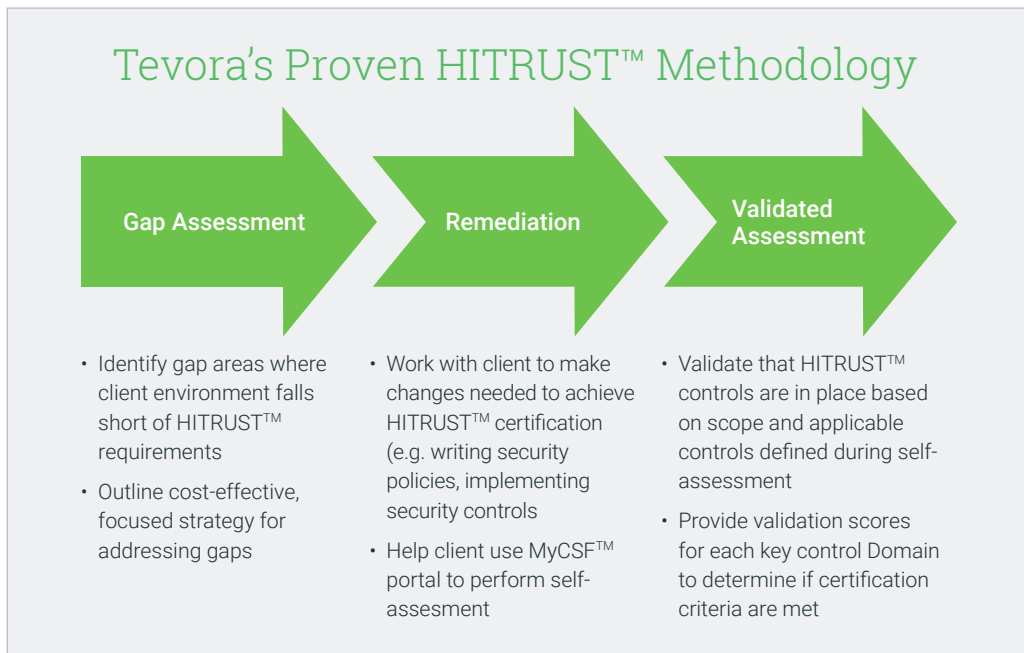 Tevora's Proven HITRUST™ Methodology
Gap Assessment
Remediation
Validated
Assessment
• Identify gap areas where
client environment falls
short of HITRUST™
requirements
• Outline cost-effective,
focused strategy for
addressing gaps
• Work with client to make
changes needed to achieve
HITRUST™ certification
(e.g. writing security
policies, implementing
security controls
• Help client use MyCSF™
portal to perform self-
assesment
• Validate that HITRUST™
controls are in place based
on scope and applicable
controls defined during self-
assessment
• Provide validation scores
for each key control Domain
to determine if certification
criteria are met